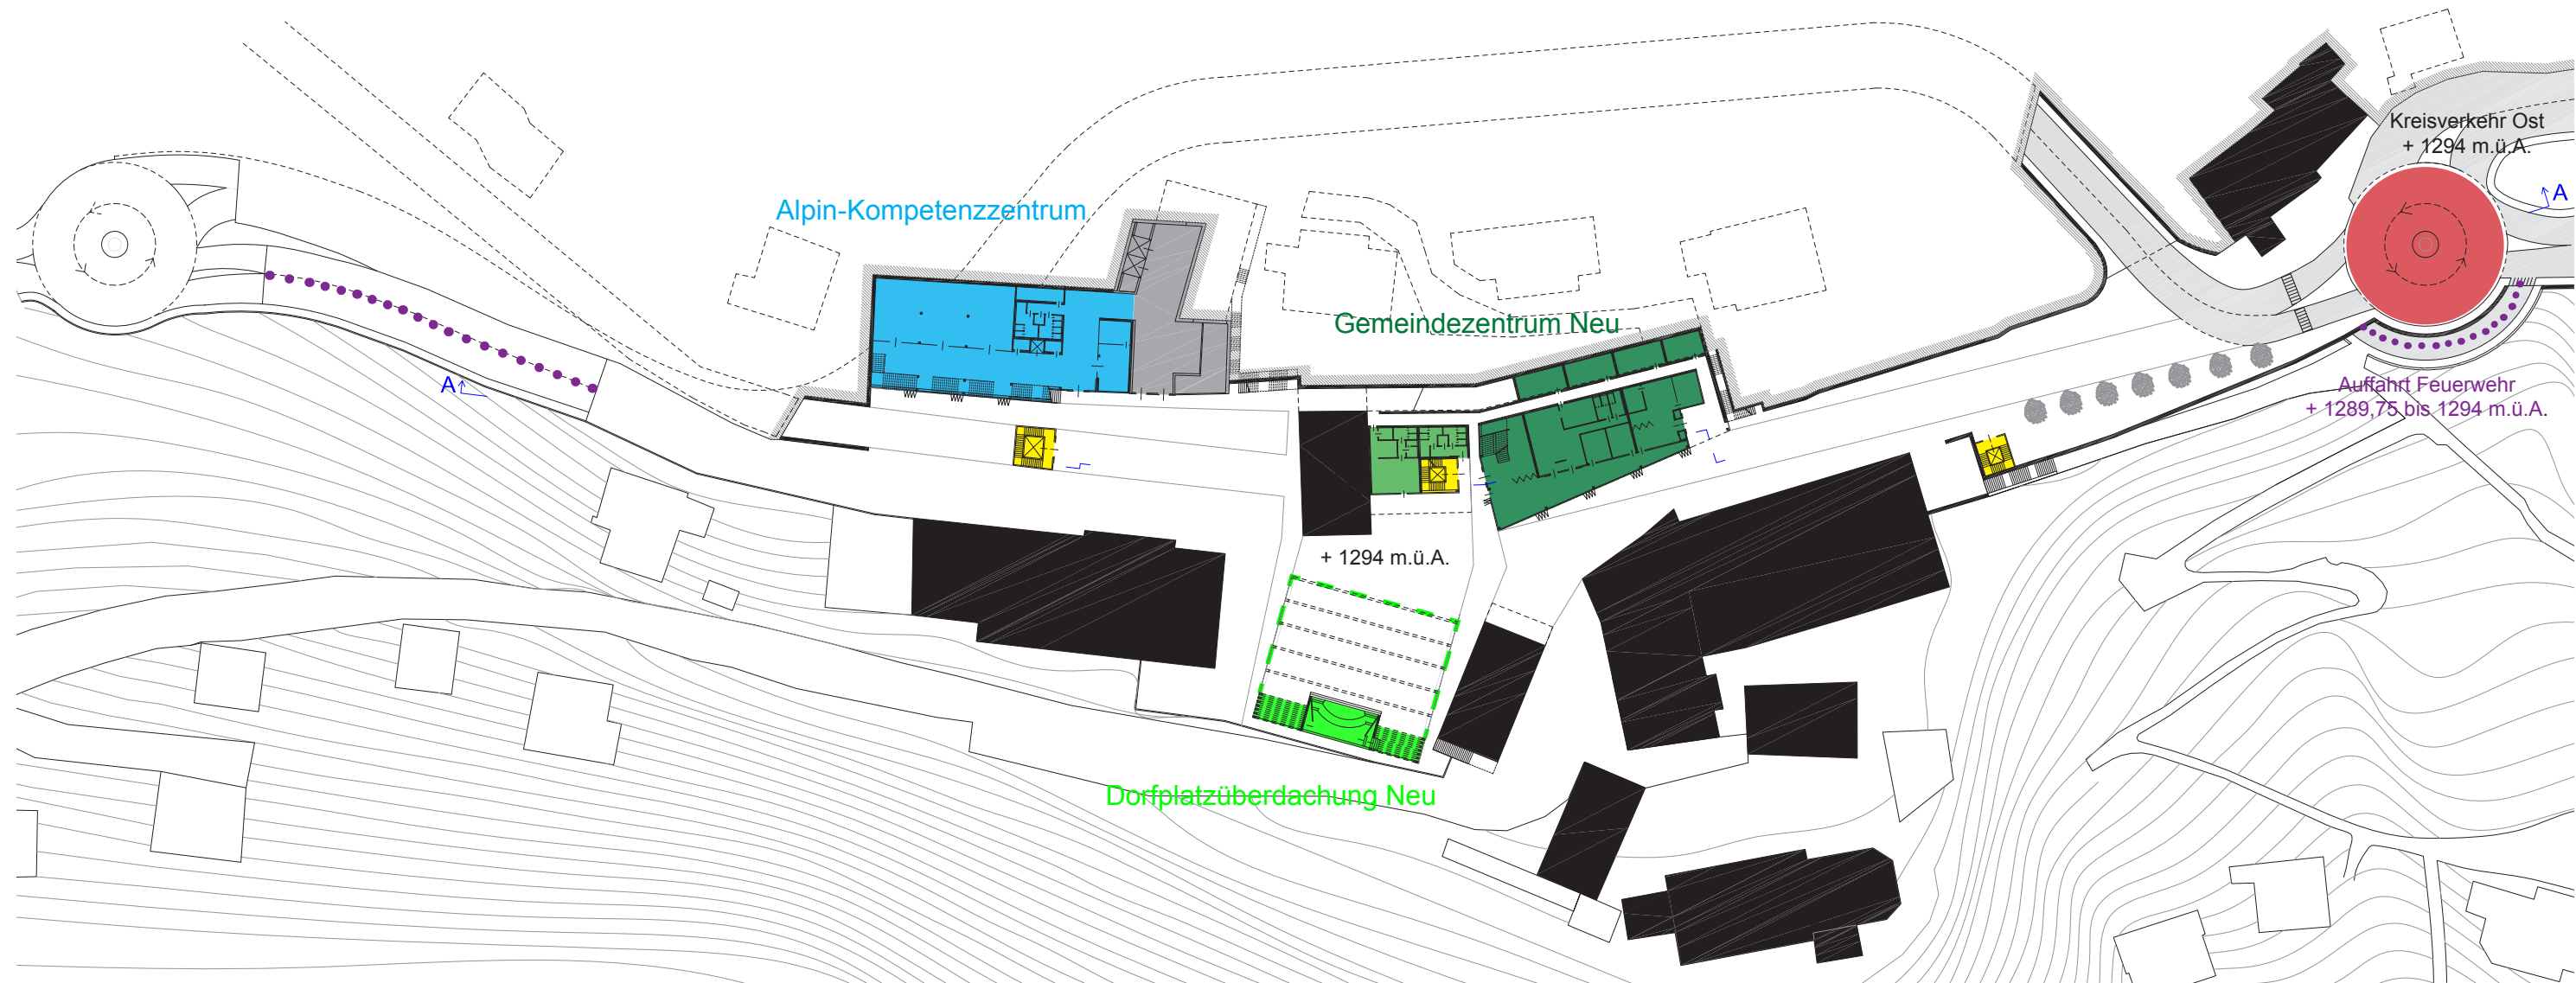 Kreisverkehr Ost
+ 1294 m.ü.A.
A
Alpin-Kompetenzzentrum
Gemeindezentrum Neu
A
Auffahrt Feuerwehr
+ 1289,75 bis 1294 m.ü.A.
+ 1294 m.ü.A.
Dorfplatzüberdachung Neu